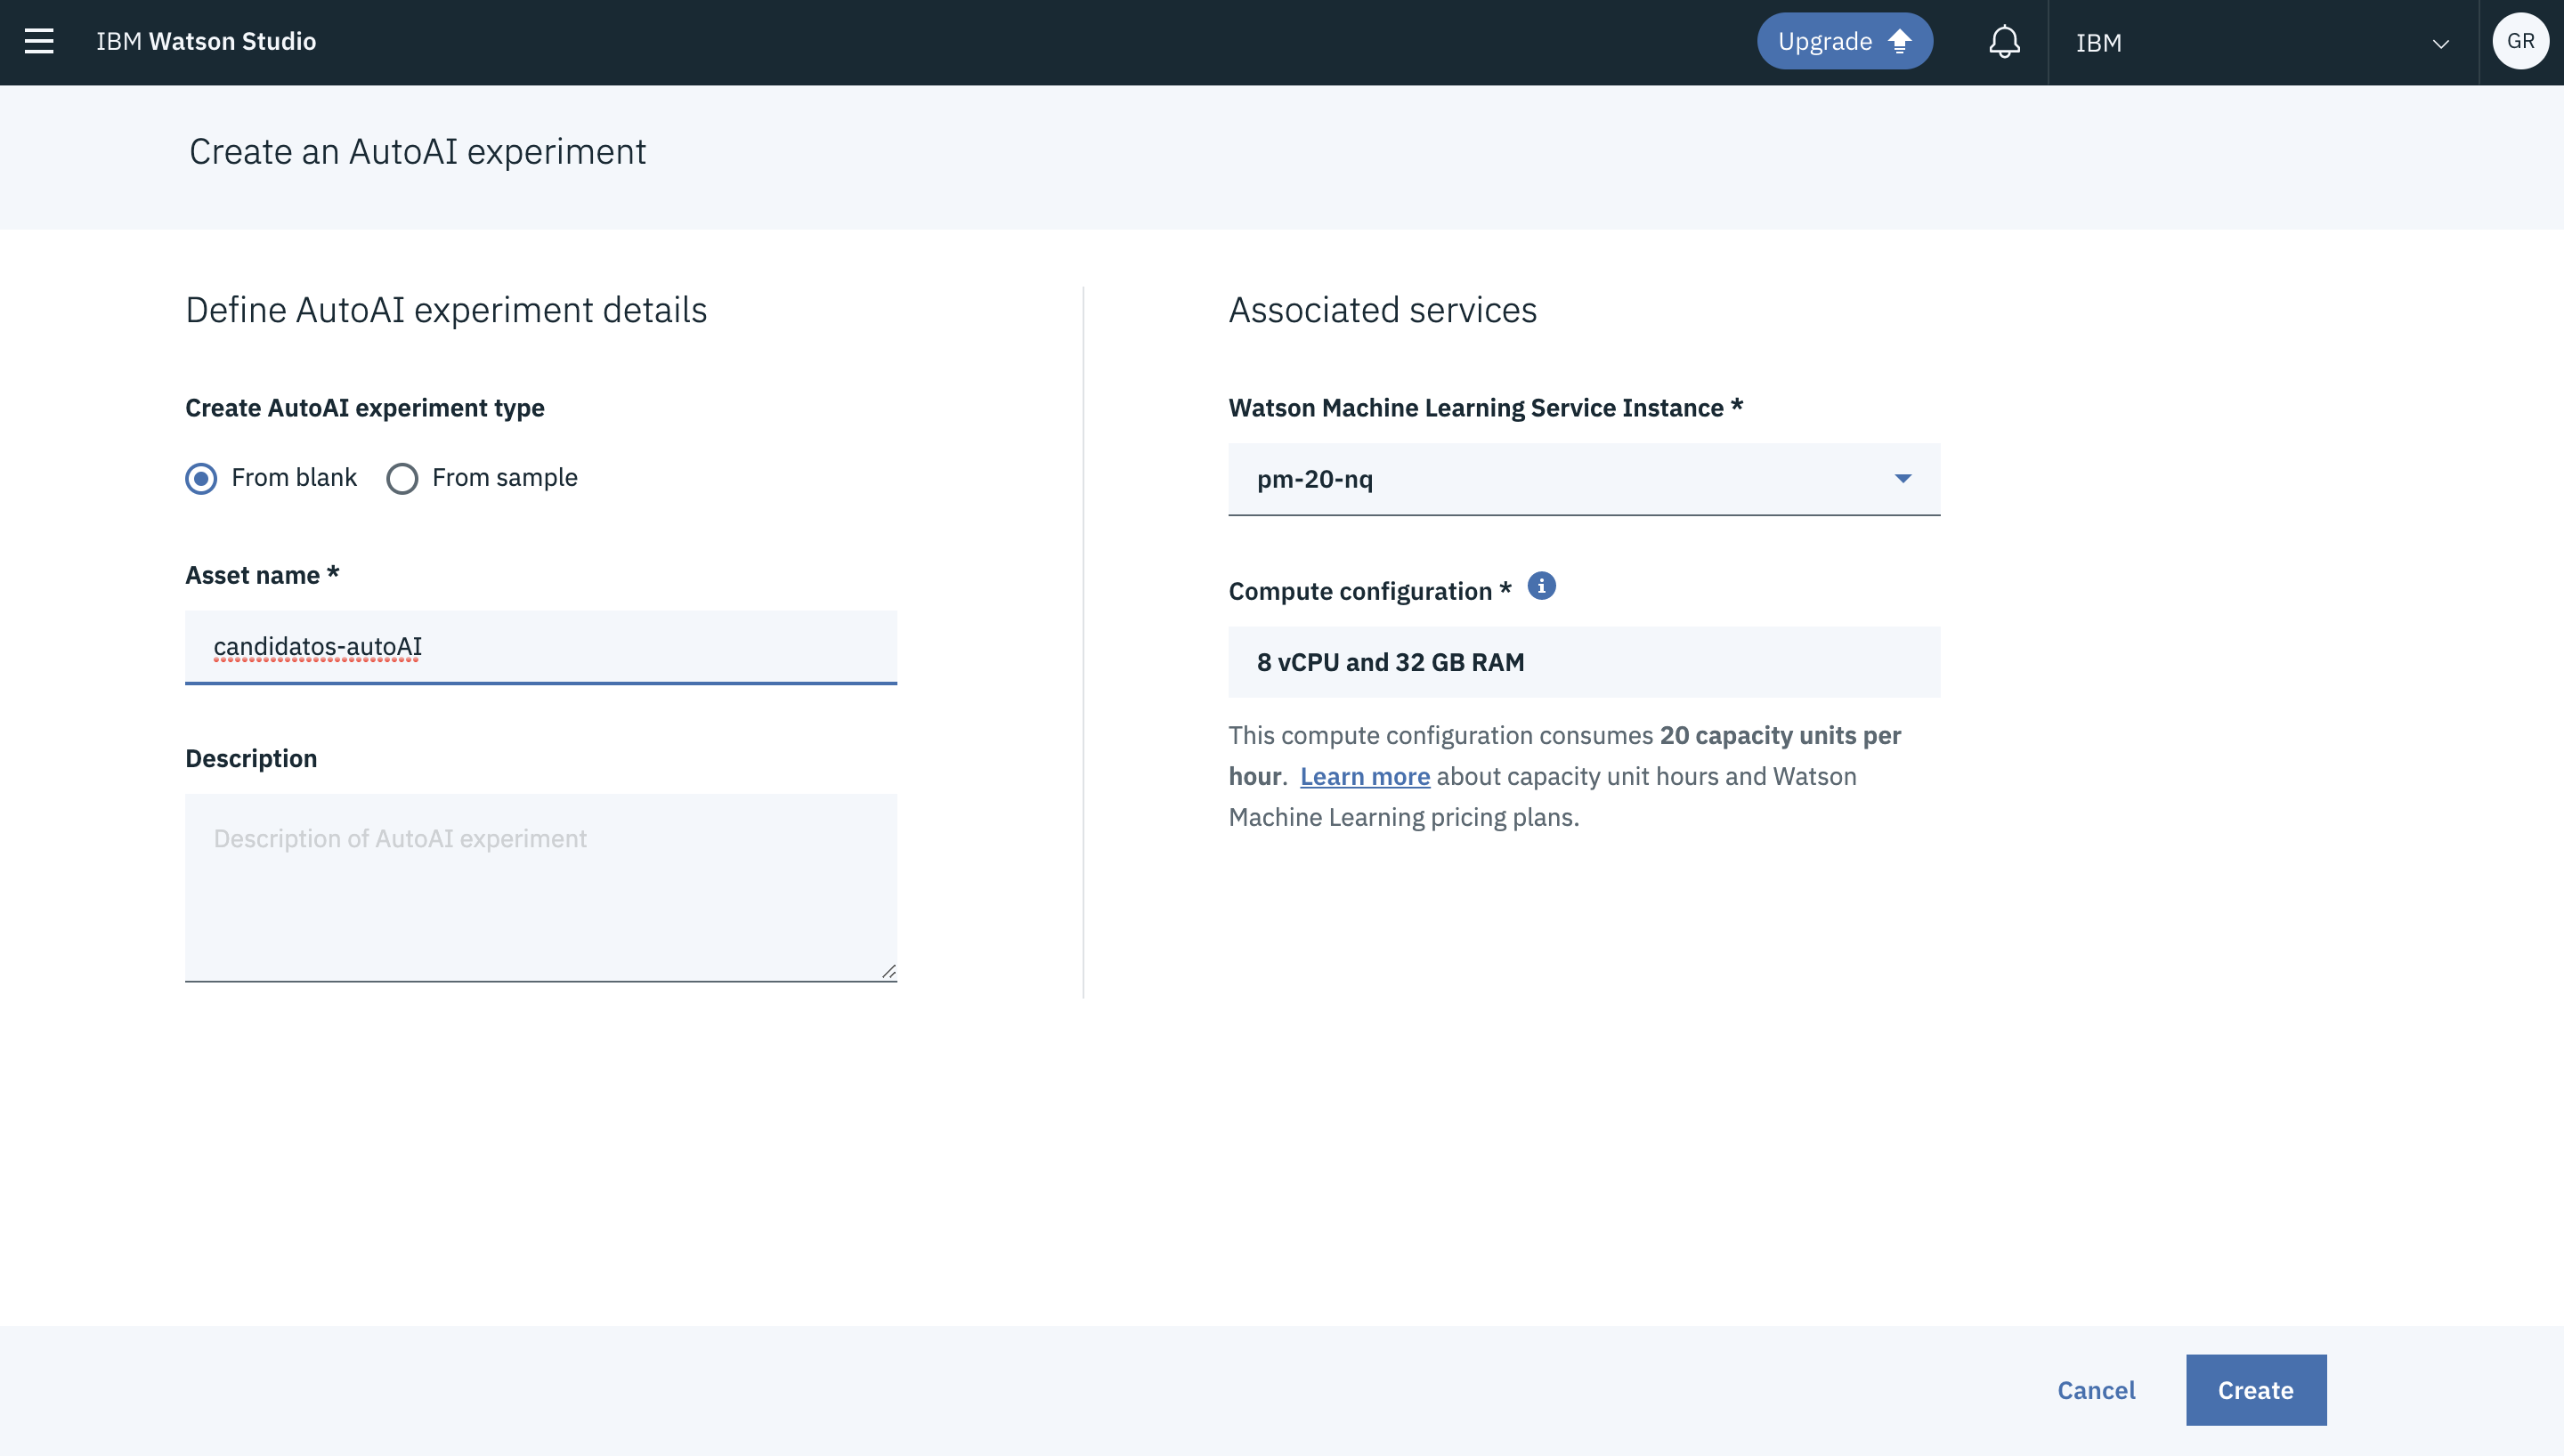 IBM Watson Studio
Upgrade
IBM
GR
Create an AutoAI experiment
Define AutoAI experiment details
Create AutoAI experiment type
From blank
From sample
Asset name *
candidatos-autoAI
Description
Description of AutoAI experiment
Associated services
Watson Machine Learning Service Instance *
pm-20-nq
Compute configuration *
8 vCPU and 32 GB RAM
This compute configuration consumes 20 capacity units per
hour. Learn more about capacity unit hours and Watson
Machine Learning pricing plans.
Cancel
Create